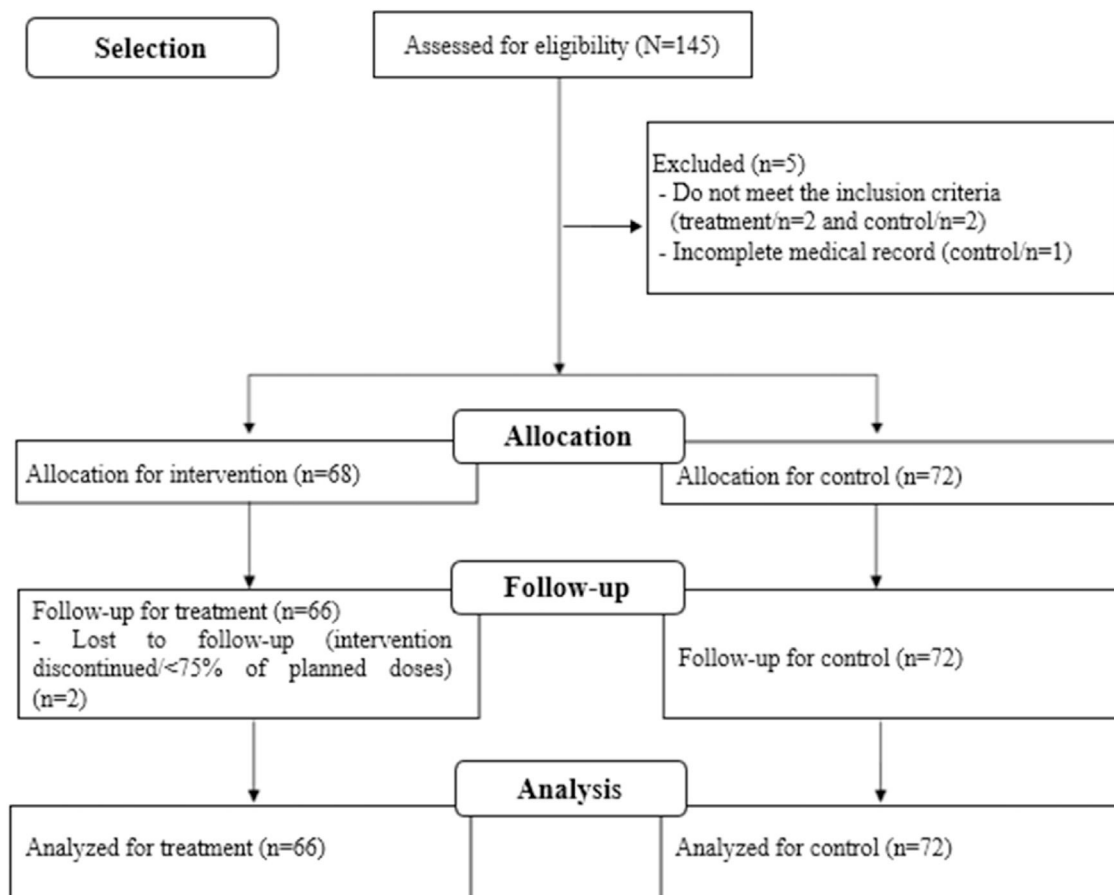 Selection
Assessed for eligibility (N=145)
Excluded (n=5)
- Do not meet the inclusion criteria
(treatment/n=2 and control/n=2)
- Incomplete medical record (control/n=1)
Allocation
Allocation for intervention (n=68)
Allocation for control (n=72)
Follow-up
Follow-up for treatment (n=66)
- Lost to follow-up (intervention
discontinued/<75% of planned doses)
(n=2)
Follow-up for control (n=72)
Analysis
Analyzed for treatment (n=66)
Analyzed for control (n=72)